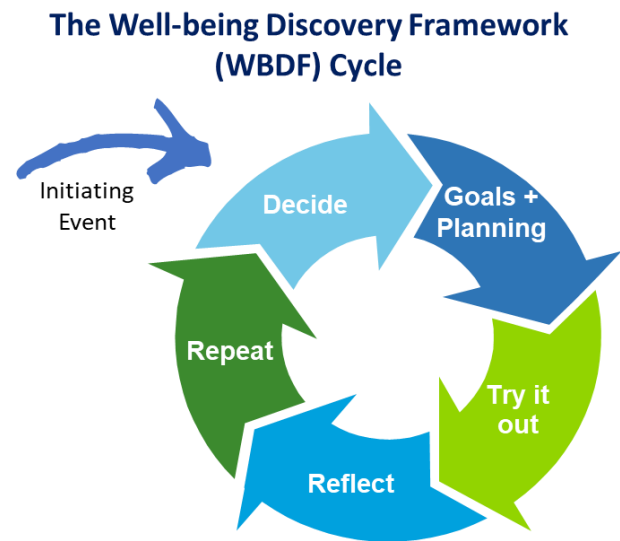 The Well-being Discovery Framework
(WBDF) Cycle
Initiating
Event
Decide
Goals +
Planning
Try it
out
Reflect
Repeat